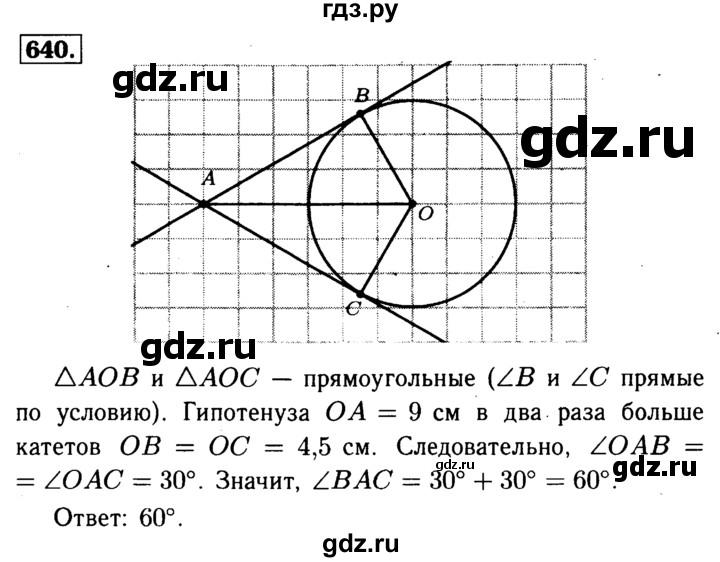 гдз.ру
640.
gdz.ru
gdz.ru
B
A
O
C
△AOB и △AOC — прямоугольные (∠B и ∠C прямые
по условию). Гипотенуза OA = 9 см в два раза больше
катетов OB = OC = 4,5 см. Следовательно, ∠OAB =
gdz.ru
= ∠OAC = 30°. Значит, ∠BAC = 30° + 30° = 60°.
gdz.ru
Ответ: 60°.
gdz.ru